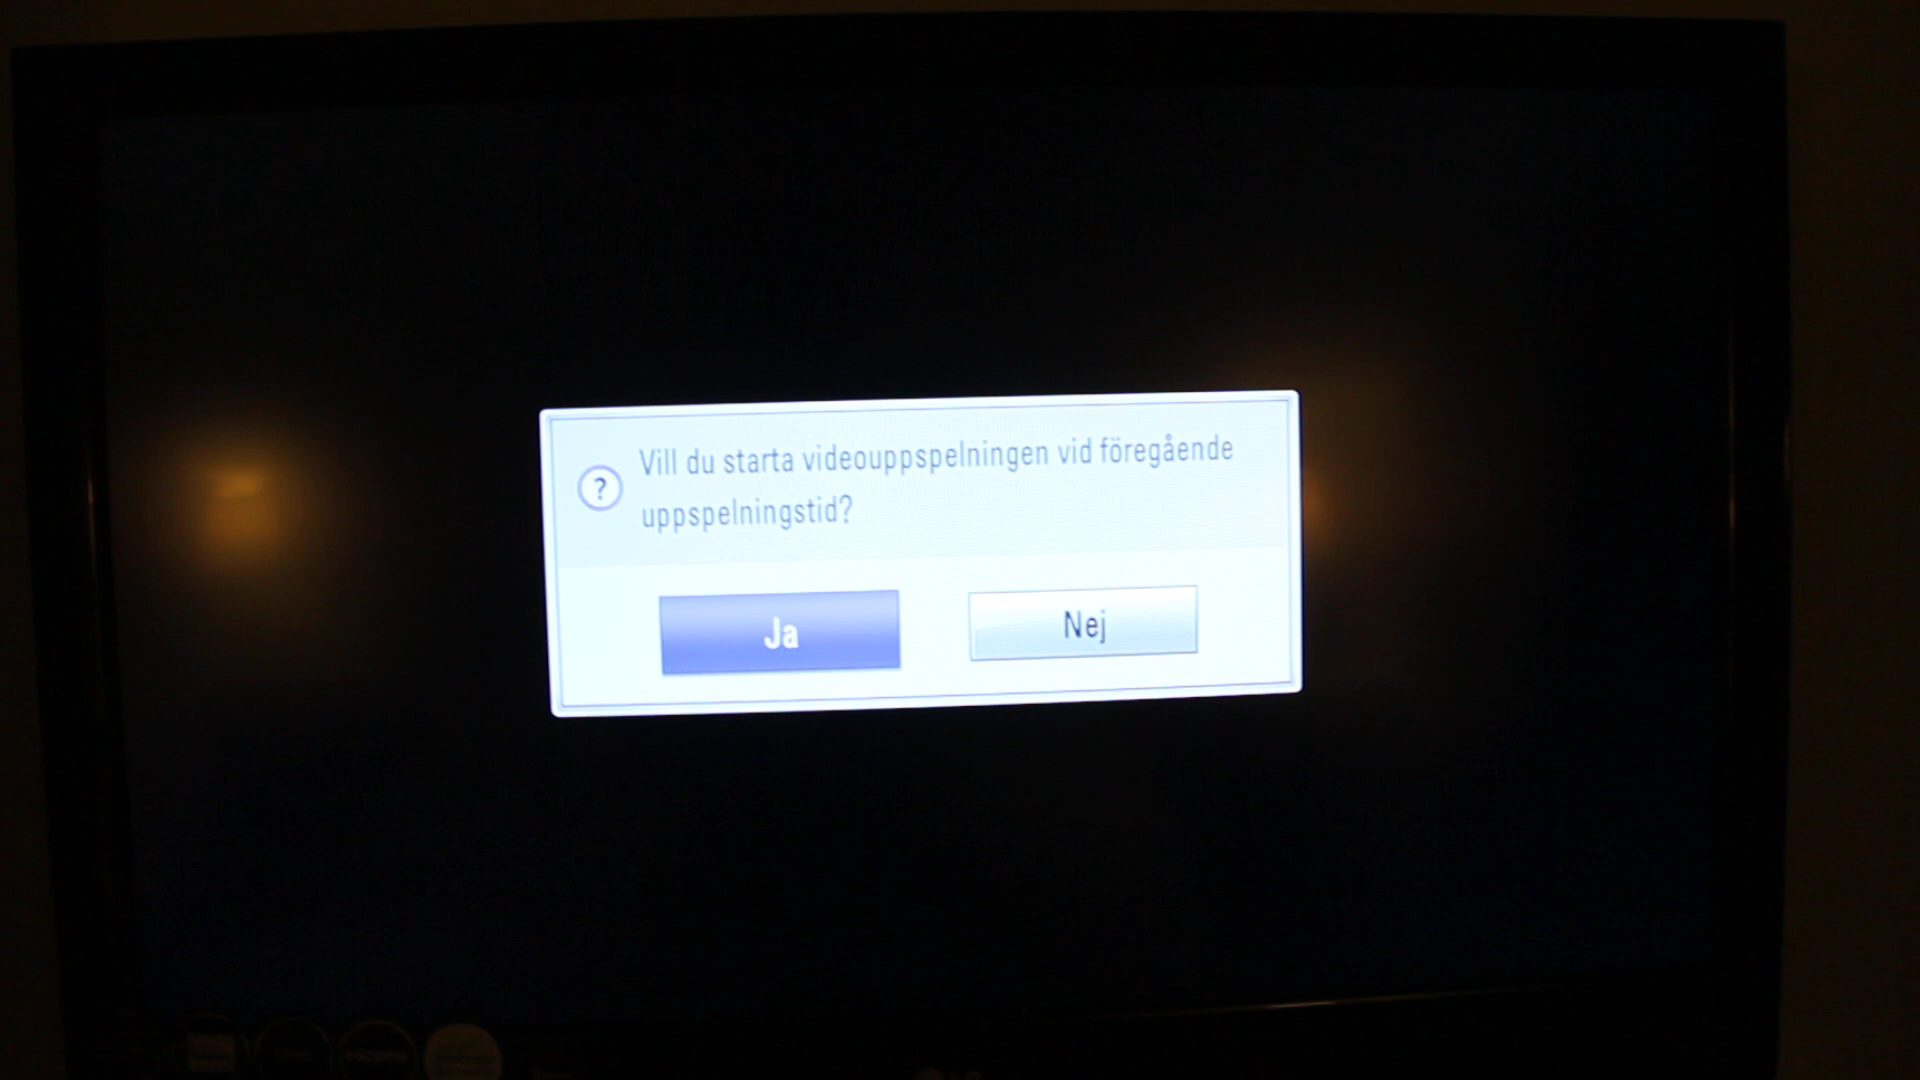 Vill du starta videouppspelningen vid föregående
uppspelningstid?
?
Ja
Nej